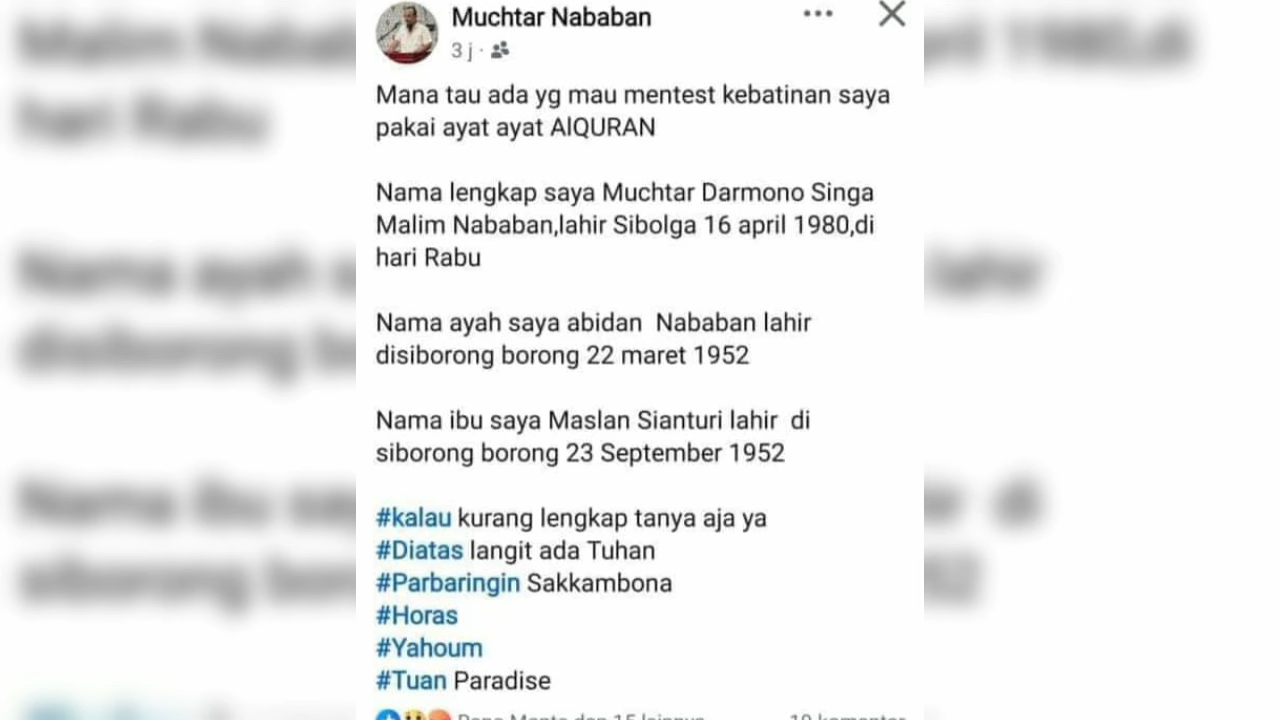 Muchtar Nababan
3 j ·
Mana tau ada yg mau mentest kebatinan saya
pakai ayat ayat AlQURAN
Nama lengkap saya Muchtar Darmono Singa
Malim Nababan,lahir Sibolga 16 april 1980,di
hari Rabu
Nama ayah saya abidan  Nababan lahir
disiborong borong 22 maret 1952
Nama ibu saya Maslan Sianturi lahir  di
siborong borong 23 September 1952
#kalau kurang lengkap tanya aja ya
#Diatas langit ada Tuhan
#Parbaringin Sakkambona
#Horas
#Yahoum
#Tuan Paradise